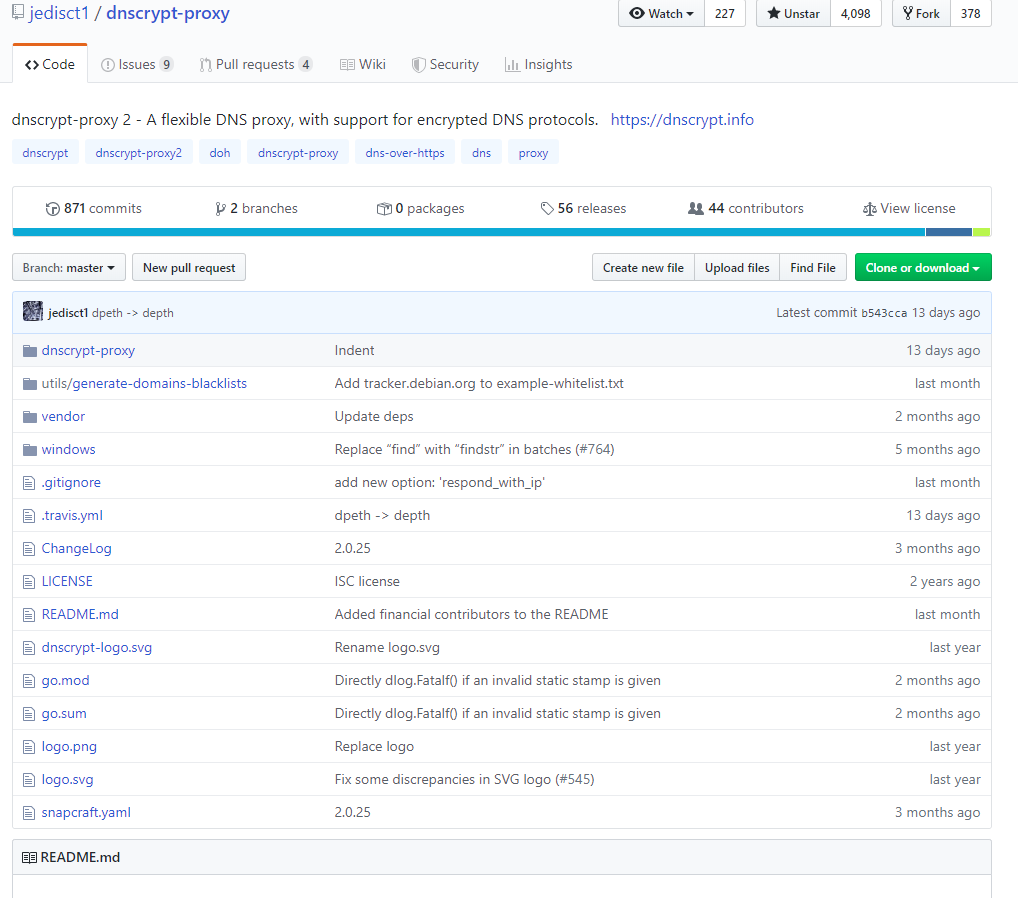 jedisct1 / dnscrypt-proxy Watch 227 Unstar 4,098 Fork 378
Code Issues 9 Pull requests 4 Wiki Security Insights
dnscrypt-proxy 2 - A flexible DNS proxy, with support for encrypted DNS protocols. https://dnscrypt.info
dnscrypt dnscrypt-proxy2 doh dnscrypt-proxy dns-over-https dns proxy
871 commits 2 branches 0 packages 56 releases 44 contributors View license
Branch: master New pull request Create new file Upload files Find File Clone or download
jedisct1 dpeth -> depth Latest commit b543cca 13 days ago
dnscrypt-proxy Indent 13 days ago
utils/generate-domains-blacklists Add tracker.debian.org to example-whitelist.txt last month
vendor Update deps 2 months ago
windows Replace “find” with “findstr” in batches (#764) 5 months ago
.gitignore add new option: 'respond_with_ip' last month
.travis.yml dpeth -> depth 13 days ago
ChangeLog 2.0.25 3 months ago
LICENSE ISC license 2 years ago
README.md Added financial contributors to the README last month
dnscrypt-logo.svg Rename logo.svg last year
go.mod Directly dlog.Fatalf() if an invalid static stamp is given 2 months ago
go.sum Directly dlog.Fatalf() if an invalid static stamp is given 2 months ago
logo.png Replace logo last year
logo.svg Fix some discrepancies in SVG logo (#545) last year
snapcraft.yaml 2.0.25 3 months ago
README.md